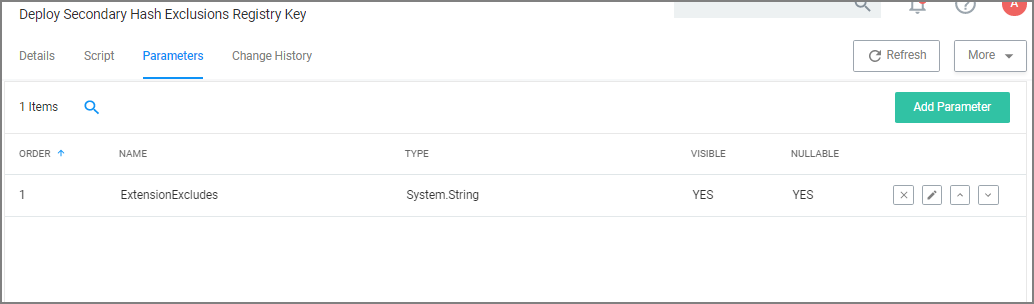 Deploy Secondary Hash Exclusions Registry Key
A
Details Script Parameters Change History Refresh More
1 Items Add Parameter
ORDER NAME TYPE VISIBLE NULLABLE
1 ExtensionExcludes System.String YES YES